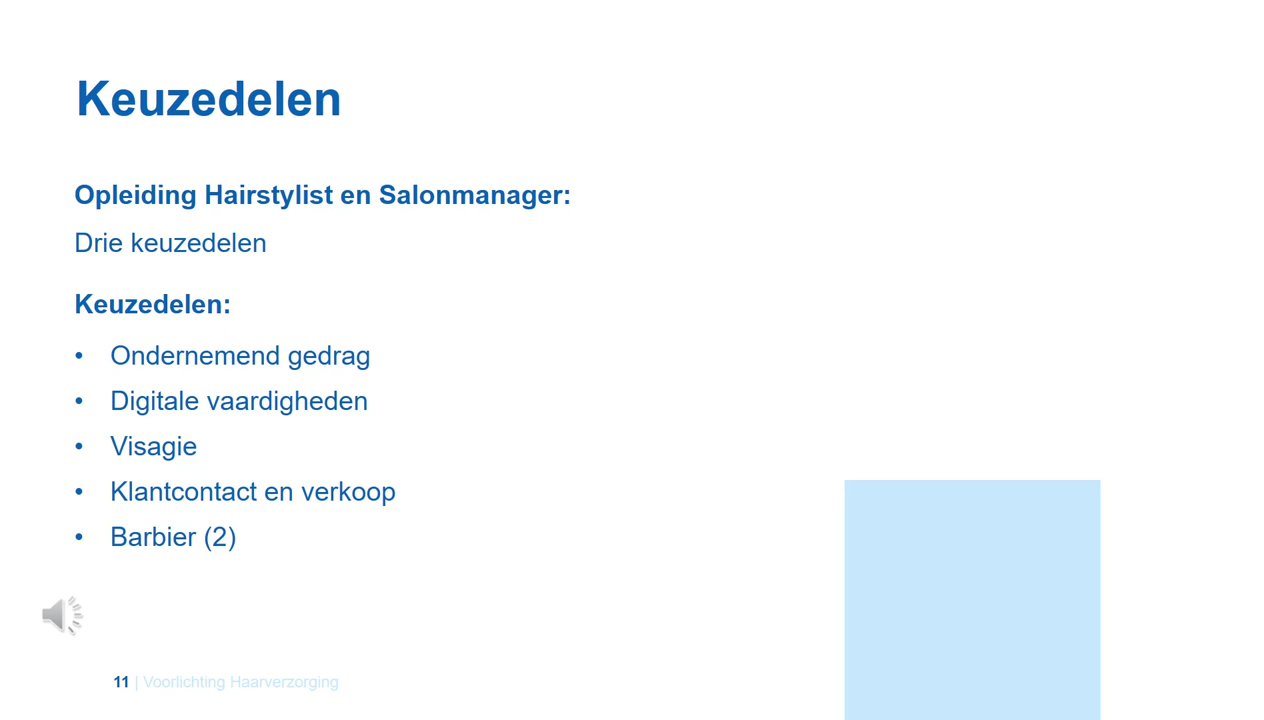 Keuzedelen
Opleiding Hairstylist en Salonmanager:
Drie keuzedelen
Keuzedelen:
• Ondernemend gedrag
• Digitale vaardigheden
• Visagie
• Klantcontact en verkoop
• Barbier (2)
11 | Voorlichting Haarverzorging